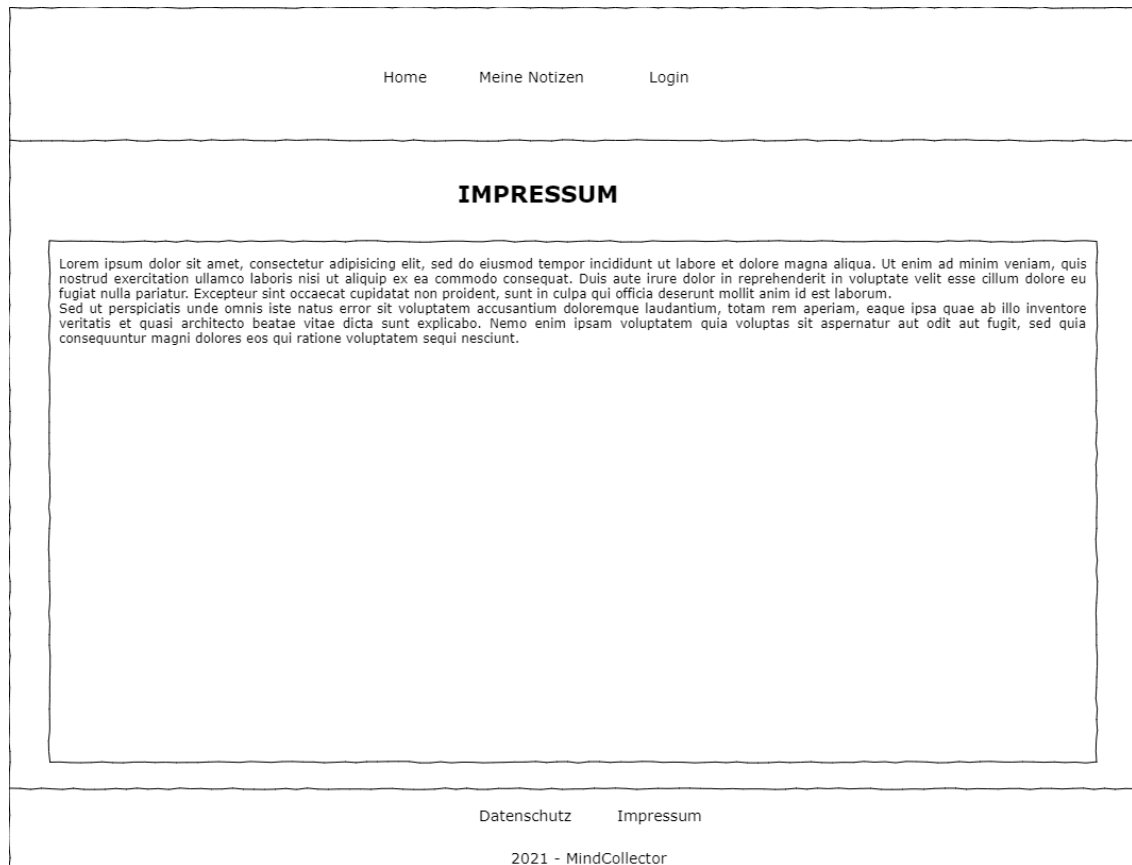 Home Meine Notizen Login
IMPRESSUM
Lorem ipsum dolor sit amet, consectetur adipisicing elit, sed do eiusmod tempor incididunt ut labore et dolore magna aliqua. Ut enim ad minim veniam, quis
nostrud exercitation ullamco laboris nisi ut aliquip ex ea commodo consequat. Duis aute irure dolor in reprehenderit in voluptate velit esse cillum dolore eu
fugiat nulla pariatur. Excepteur sint occaecat cupidatat non proident, sunt in culpa qui officia deserunt mollit anim id est laborum.
Sed ut perspiciatis unde omnis iste natus error sit voluptatem accusantium doloremque laudantium, totam rem aperiam, eaque ipsa quae ab illo inventore
veritatis et quasi architecto beatae vitae dicta sunt explicabo. Nemo enim ipsam voluptatem quia voluptas sit aspernatur aut odit aut fugit, sed quia
consequuntur magni dolores eos qui ratione voluptatem sequi nesciunt.
Datenschutz Impressum
2021 - MindCollector